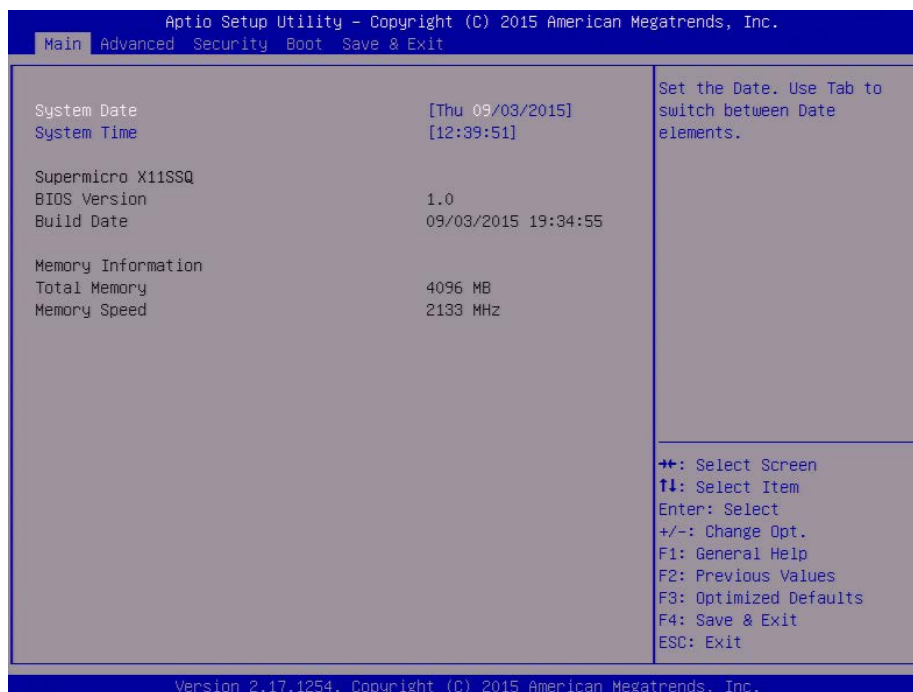 Aptio Setup Utility – Copyright (C) 2015 American Megatrends, Inc.
Main Advanced Security Boot Save & Exit
System Date [Thu 09/03/2015]
System Time [12:39:51]
Supermicro X11SSQ
BIOS Version 1.0
Build Date 09/03/2015 19:34:55
Memory Information
Total Memory 4096 MB
Memory Speed 2133 MHz
Set the Date. Use Tab to
switch between Date
elements.
→←: Select Screen
↑↓: Select Item
Enter: Select
+/-: Change Opt.
F1: General Help
F2: Previous Values
F3: Optimized Defaults
F4: Save & Exit
ESC: Exit
Version 2.17.1254. Copyright (C) 2015 American Megatrends, Inc.